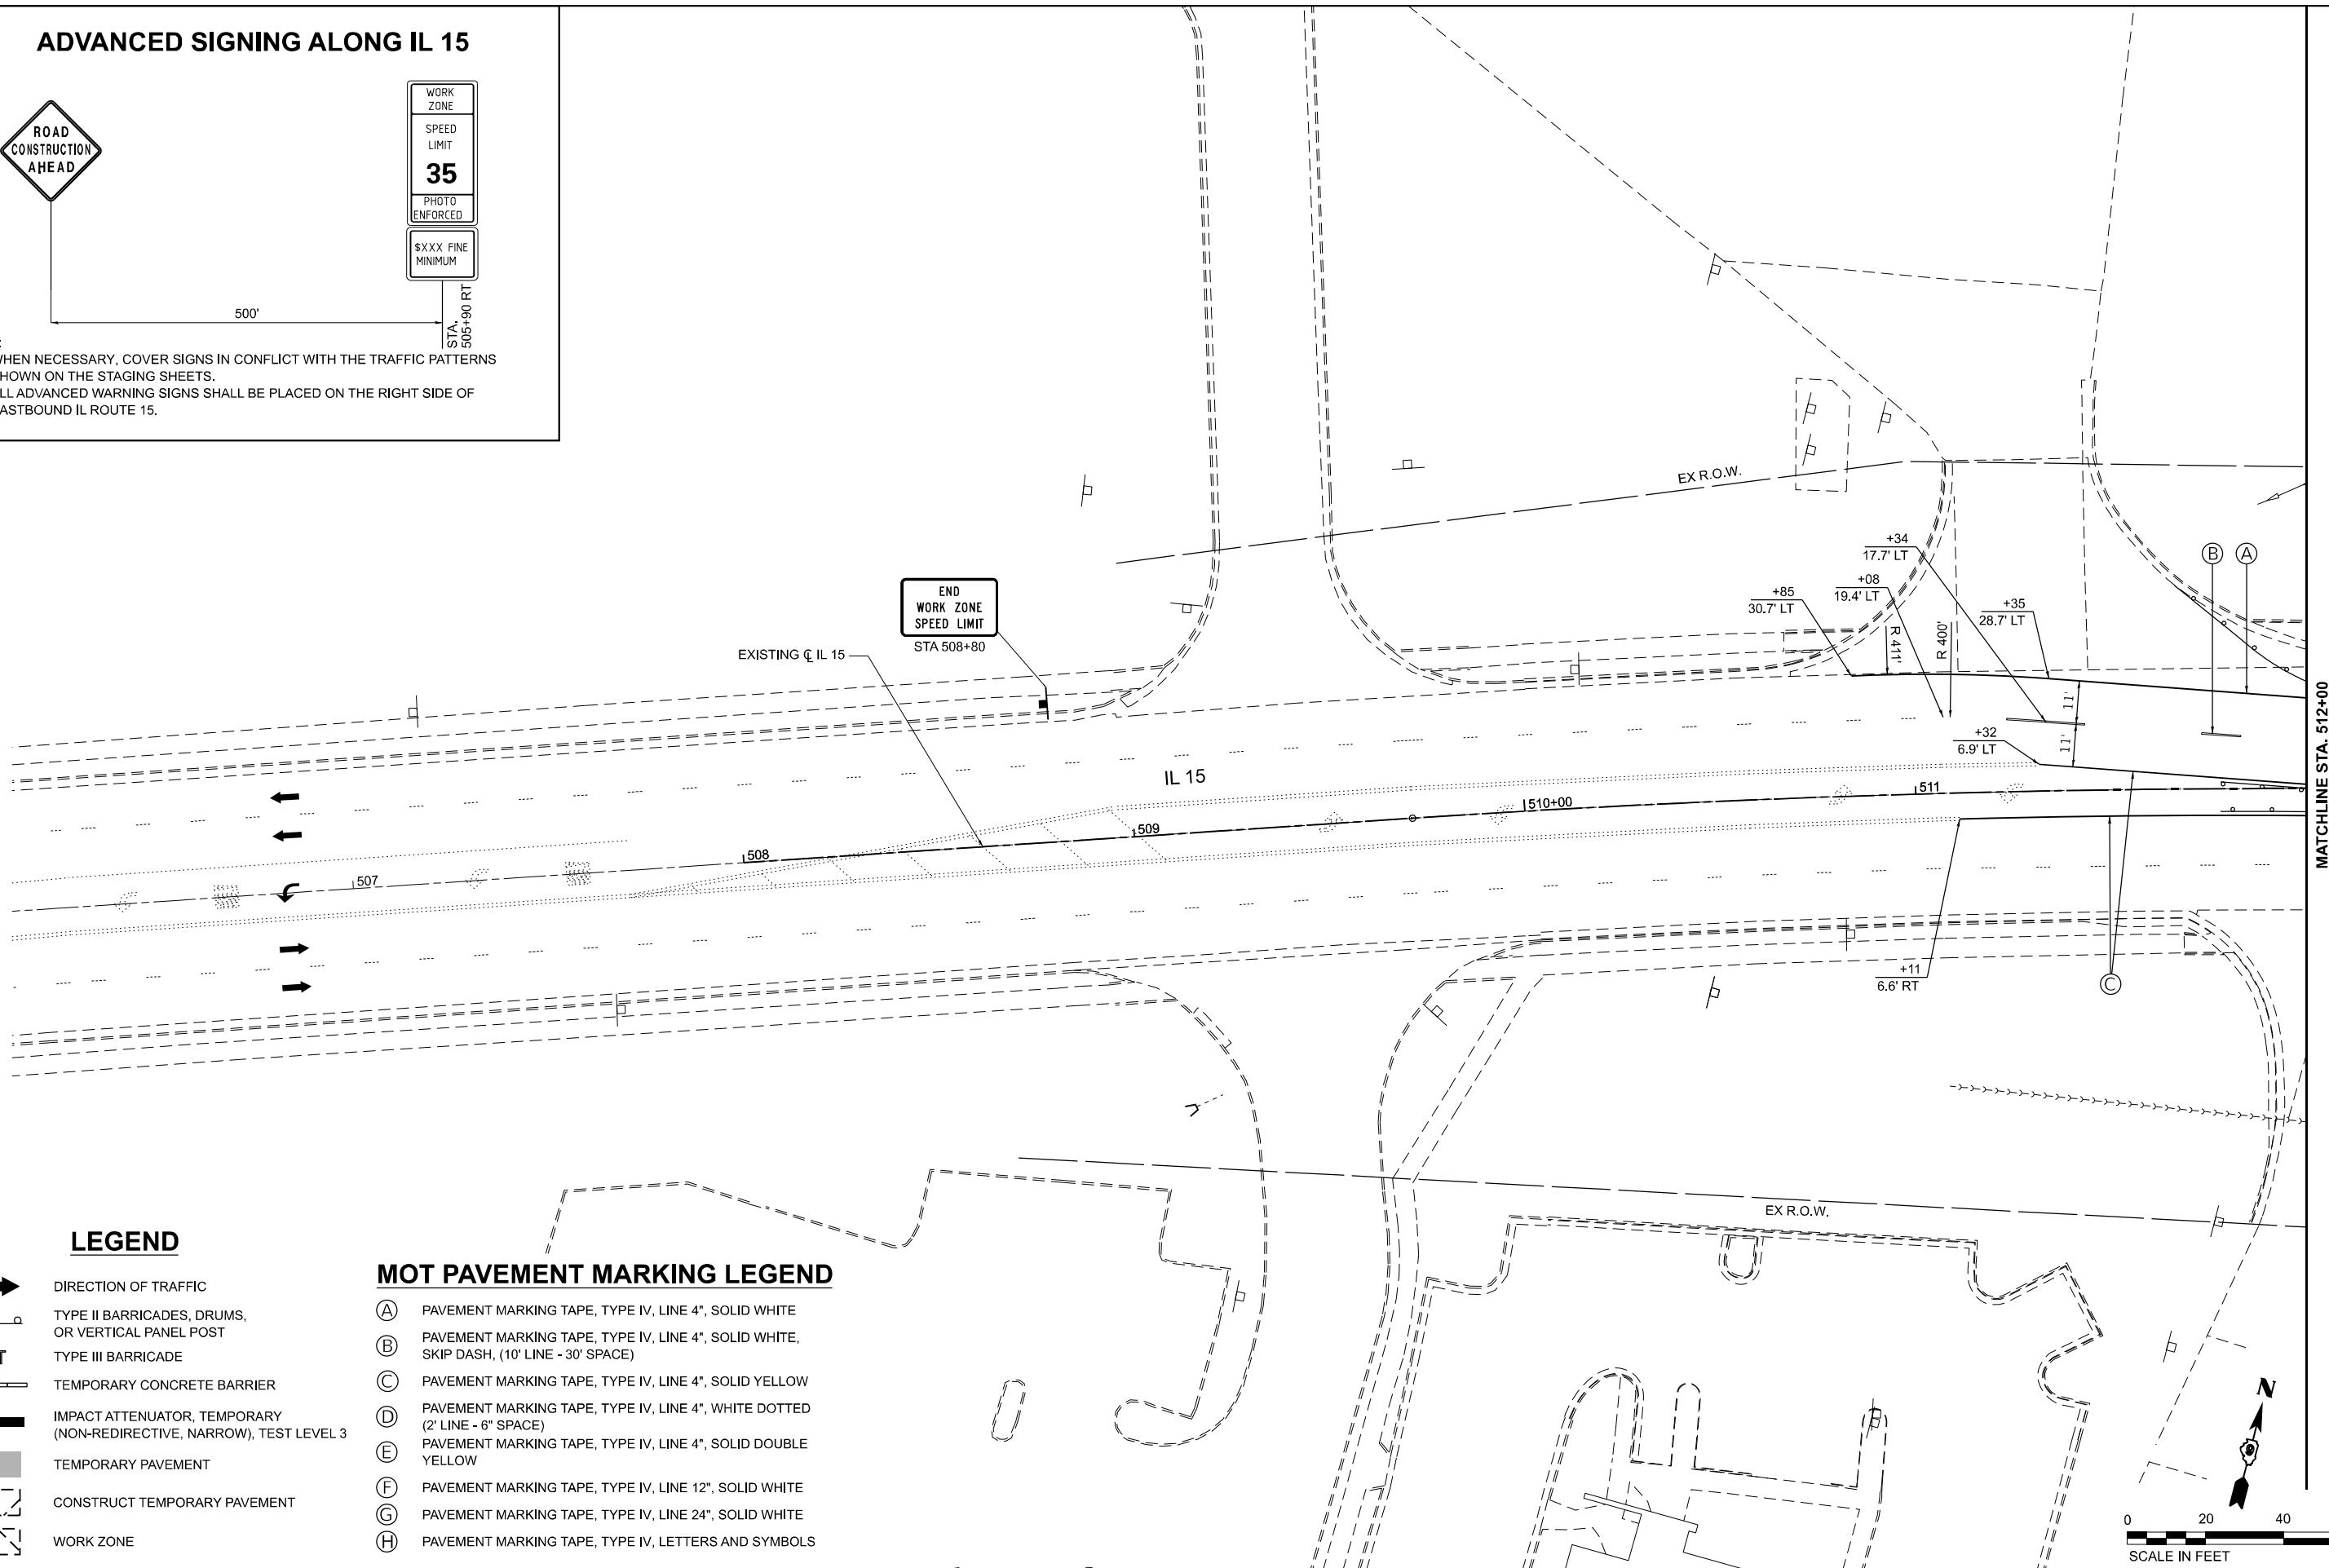 ADVANCED SIGNING ALONG IL 15
ROAD
CONSTRUCTION
AHEAD
WORK
ZONE
SPEED
LIMIT
35
PHOTO
ENFORCED
$XXX FINE
MINIMUM
500'
STA.
505+90 RT
:
WHEN NECESSARY, COVER SIGNS IN CONFLICT WITH THE TRAFFIC PATTERNS
HOWN ON THE STAGING SHEETS.
LL ADVANCED WARNING SIGNS SHALL BE PLACED ON THE RIGHT SIDE OF
ASTBOUND IL ROUTE 15.
EX R.O.W.
+34
17.7' LT
+08
19.4' LT
+85
30.7' LT
R 411'
R 400'
+35
28.7' LT
B
A
11'
11'
+32
6.9' LT
END
WORK ZONE
SPEED LIMIT
STA 508+80
EXISTING ℄ IL 15
IL 15
507
508
509
510+00
511
+11
6.6' RT
C
MATCHLINE STA. 512+00
EX R.O.W.
LEGEND
DIRECTION OF TRAFFIC
TYPE II BARRICADES, DRUMS,
OR VERTICAL PANEL POST
TYPE III BARRICADE
TEMPORARY CONCRETE BARRIER
IMPACT ATTENUATOR, TEMPORARY
(NON-REDIRECTIVE, NARROW), TEST LEVEL 3
TEMPORARY PAVEMENT
CONSTRUCT TEMPORARY PAVEMENT
WORK ZONE
MOT PAVEMENT MARKING LEGEND
A PAVEMENT MARKING TAPE, TYPE IV, LINE 4", SOLID WHITE
B PAVEMENT MARKING TAPE, TYPE IV, LINE 4", SOLID WHITE,
SKIP DASH, (10' LINE - 30' SPACE)
C PAVEMENT MARKING TAPE, TYPE IV, LINE 4", SOLID YELLOW
D PAVEMENT MARKING TAPE, TYPE IV, LINE 4", WHITE DOTTED
(2' LINE - 6" SPACE)
E PAVEMENT MARKING TAPE, TYPE IV, LINE 4", SOLID DOUBLE
YELLOW
F PAVEMENT MARKING TAPE, TYPE IV, LINE 12", SOLID WHITE
G PAVEMENT MARKING TAPE, TYPE IV, LINE 24", SOLID WHITE
H PAVEMENT MARKING TAPE, TYPE IV, LETTERS AND SYMBOLS
N
0 20 40
SCALE IN FEET